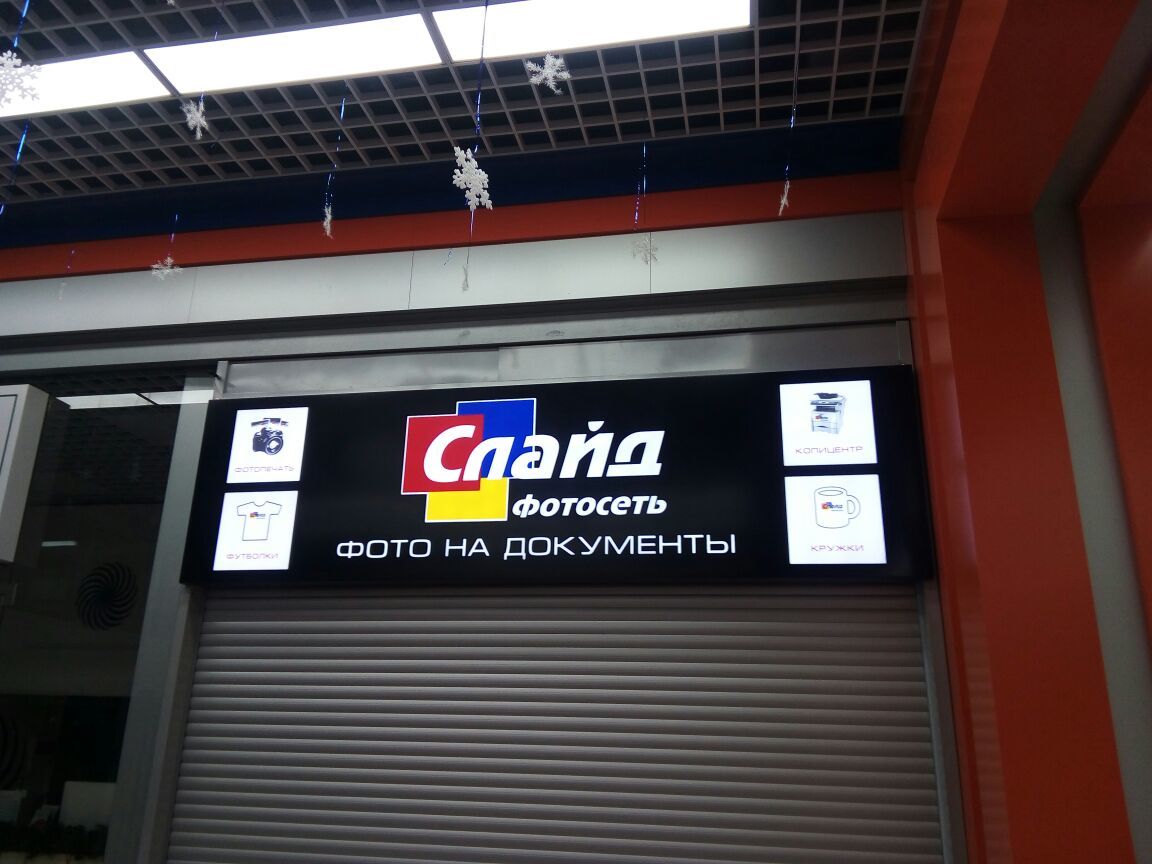 ФОТОПЕЧАТЬ
ФУТБОЛКИ
Слайд
фотосеть
ФОТО НА ДОКУМЕНТЫ
КОПИЦЕНТР
КРУЖКИ